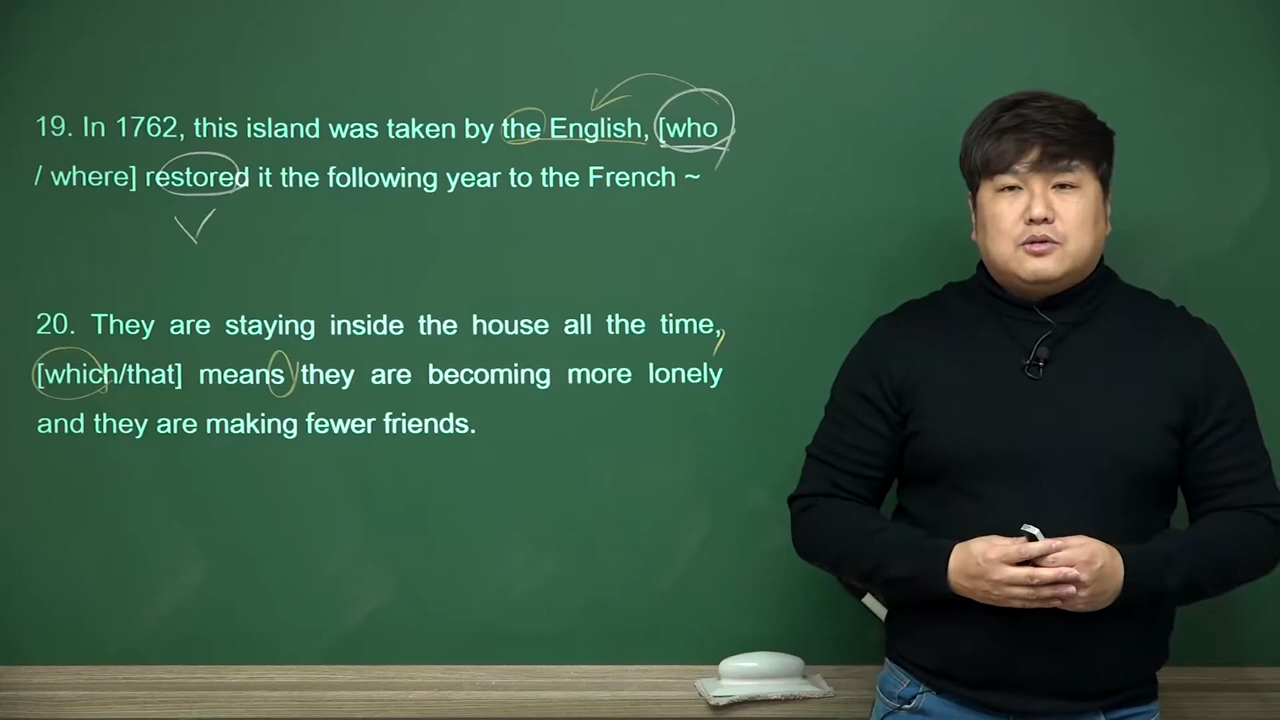 19. In 1762, this island was taken by the English, [who
/ where] restored it the following year to the French ~
20. They are staying inside the house all the time,
[which/that] means they are becoming more lonely
and they are making fewer friends.